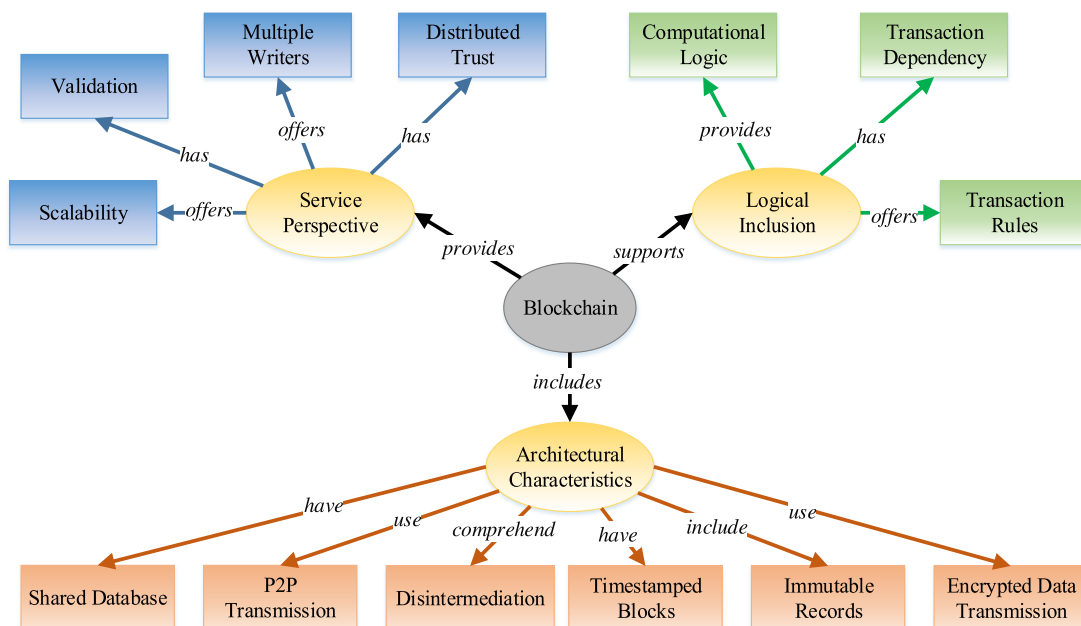 Multiple
Writers
Distributed
Trust
Computational
Logic
Transaction
Dependency
Validation
offers
has
provides
has
has
Scalability
offers
Service
Perspective
Logical
Inclusion
offers
Transaction
Rules
provides
supports
Blockchain
includes
Architectural
Characteristics
have
use
comprehend
have
include
use
Shared Database
P2P
Transmission
Disintermediation
Timestamped
Blocks
Immutable
Records
Encrypted Data
Transmission